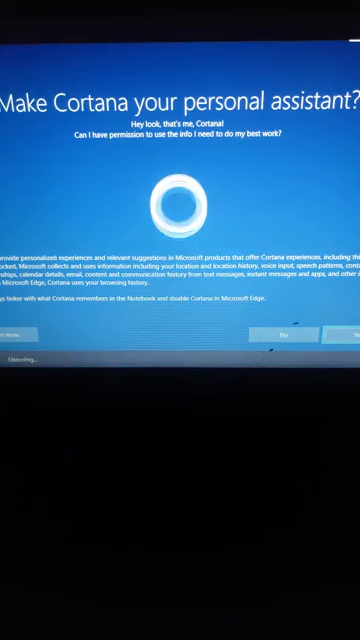 Make Cortana your personal assistant?
Hey look, that's me, Cortana!
Can I have permission to use the info I need to do my best work?
provide personalized experiences and relevant suggestions in Microsoft products that offer Cortana experiences, including
Microsoft collects and uses information including your location and location history, voice input, speech patterns,
calendar details, email, content and communication history from text messages, instant messages and apps, and other
Microsoft Edge, Cortana uses your browsing history.
tinker with what Cortana remembers in the Notebook and disable Cortana in Microsoft Edge.
more
No
Listening...